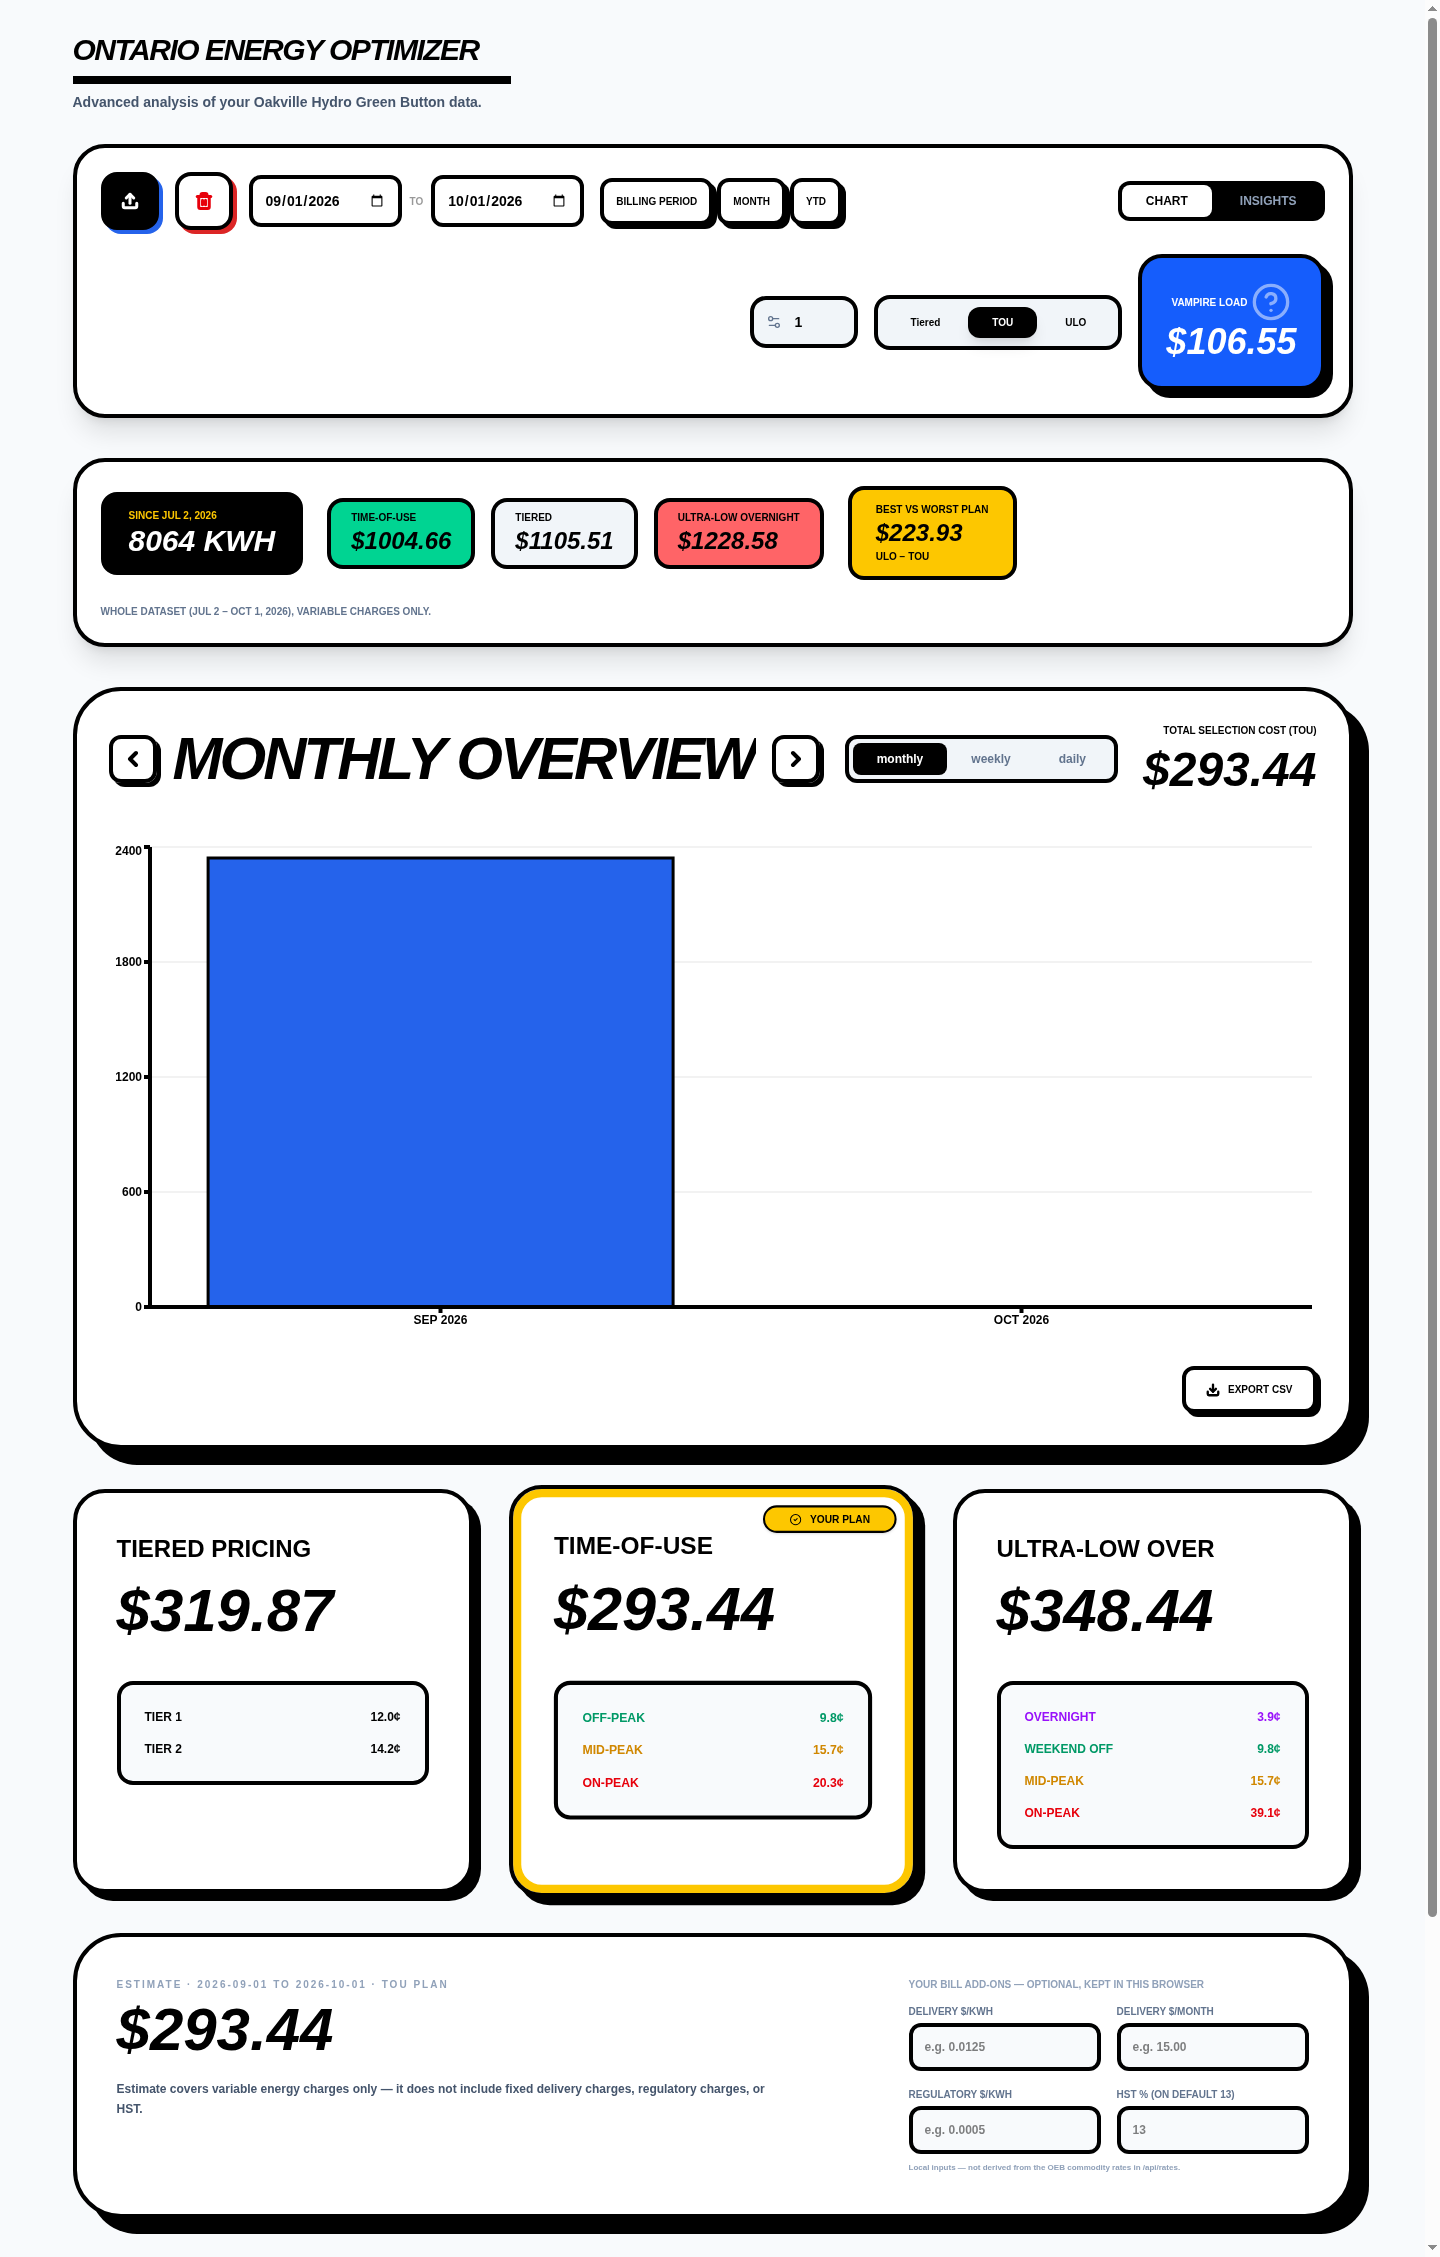 ONTARIO ENERGY OPTIMIZER
Advanced analysis of your Oakville Hydro Green Button data.
09/01/2026
TO
10/01/2026
BILLING PERIOD
MONTH
YTD
CHART
INSIGHTS
1
Tiered
TOU
ULO
VAMPIRE LOAD
$106.55
SINCE JUL 2, 2026
8064 KWH
TIME-OF-USE
$1004.66
TIERED
$1105.51
ULTRA-LOW OVERNIGHT
$1228.58
BEST VS WORST PLAN
$223.93
ULO – TOU
WHOLE DATASET (JUL 2 – OCT 1, 2026), VARIABLE CHARGES ONLY.
MONTHLY OVERVIEW
monthly
weekly
daily
TOTAL SELECTION COST (TOU)
$293.44
2400
1800
1200
600
0
SEP 2026
OCT 2026
EXPORT CSV
TIERED PRICING
$319.87
TIER 1 12.0¢
TIER 2 14.2¢
YOUR PLAN
TIME-OF-USE
$293.44
OFF-PEAK 9.8¢
MID-PEAK 15.7¢
ON-PEAK 20.3¢
ULTRA-LOW OVER
$348.44
OVERNIGHT 3.9¢
WEEKEND OFF 9.8¢
MID-PEAK 15.7¢
ON-PEAK 39.1¢
ESTIMATE · 2026-09-01 TO 2026-10-01 · TOU PLAN
$293.44
Estimate covers variable energy charges only — it does not include fixed delivery charges, regulatory charges, or
HST.
YOUR BILL ADD-ONS — OPTIONAL, KEPT IN THIS BROWSER
DELIVERY $/KWH
e.g. 0.0125
DELIVERY $/MONTH
e.g. 15.00
REGULATORY $/KWH
e.g. 0.0005
HST % (ON DEFAULT 13)
13
Local inputs — not derived from the OEB commodity rates in /api/rates.